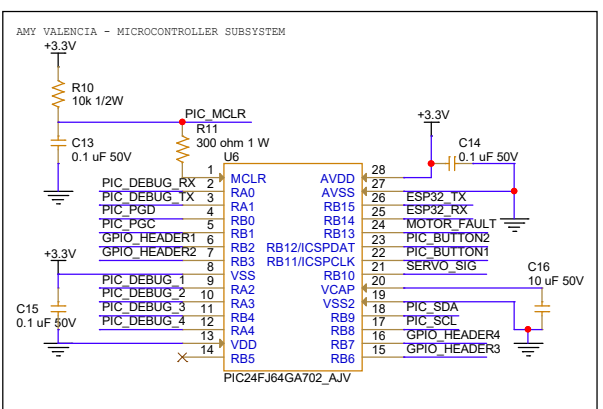 AMY VALENCIA - MICROCONTROLLER SUBSYSTEM
+3.3V
R10
10k 1/2W
PIC_MCLR
+3.3V
C13
0.1 uF 50V
R11
300 ohm 1 W
C14
0.1 uF 50V
U6
1 MCLR AVDD 28
PIC_DEBUG_RX 2 RA0 AVSS 27
PIC_DEBUG_TX 3 RA1 RB15 26 ESP32_TX
PIC_PGD 4 RB0 RB14 25 ESP32_RX
PIC_PGC 5 RB1 RB13 24 MOTOR_FAULT
GPIO_HEADER1 6 RB2 RB12/ICSPDAT 23 PIC_BUTTON2
GPIO_HEADER2 7 RB3 RB11/ICSPCLK 22 PIC_BUTTON1
+3.3V
8 VSS RB10 21 SERVO_SIG
PIC_DEBUG_1 9 RA2 VCAP 20
C16
10 uF 50V
PIC_DEBUG_2 10 RA3 VSS2 19
PIC_DEBUG_3 11 RB4 RB9 18 PIC_SDA
C15
0.1 uF 50V
PIC_DEBUG_4 12 RA4 RB8 17 PIC_SCL
13 VDD RB7 16 GPIO_HEADER4
14 RB5 RB6 15 GPIO_HEADER3
PIC24FJ64GA702_AJV